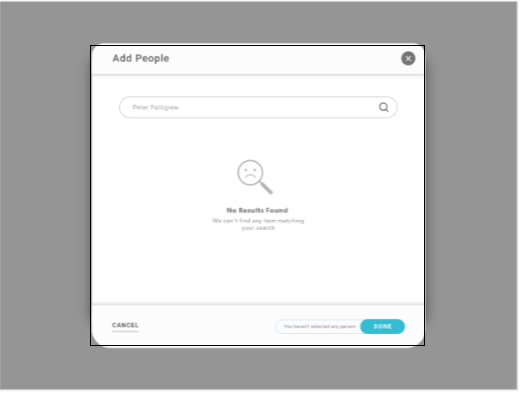 Add People
Peter Pettigrew
No Results Found
We can't find any item matching
your search
CANCEL
You haven't selected any person
DONE